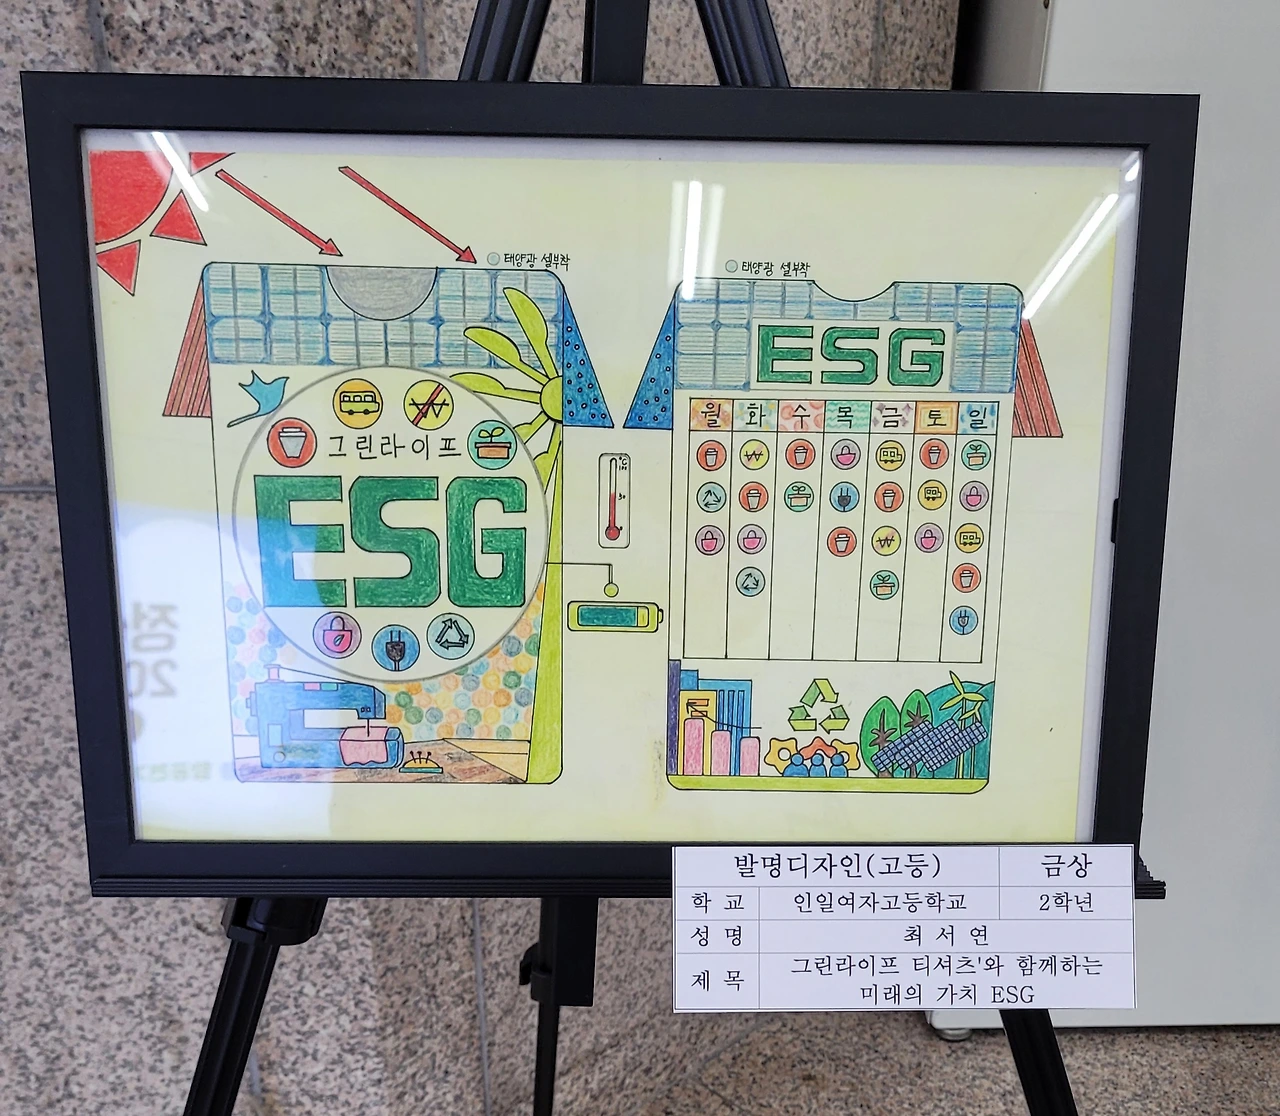 태양광 셀부착
태양광 셀부착
ESG
그린라이프
ESG
월 화 수 목 금 토 일
°C
100
50
0
발명디자인(고등) 금상
학 교 인일여자고등학교 2학년
성 명 최 서 연
제 목 그린라이프 티셔츠'와 함께하는
미래의 가치 ESG